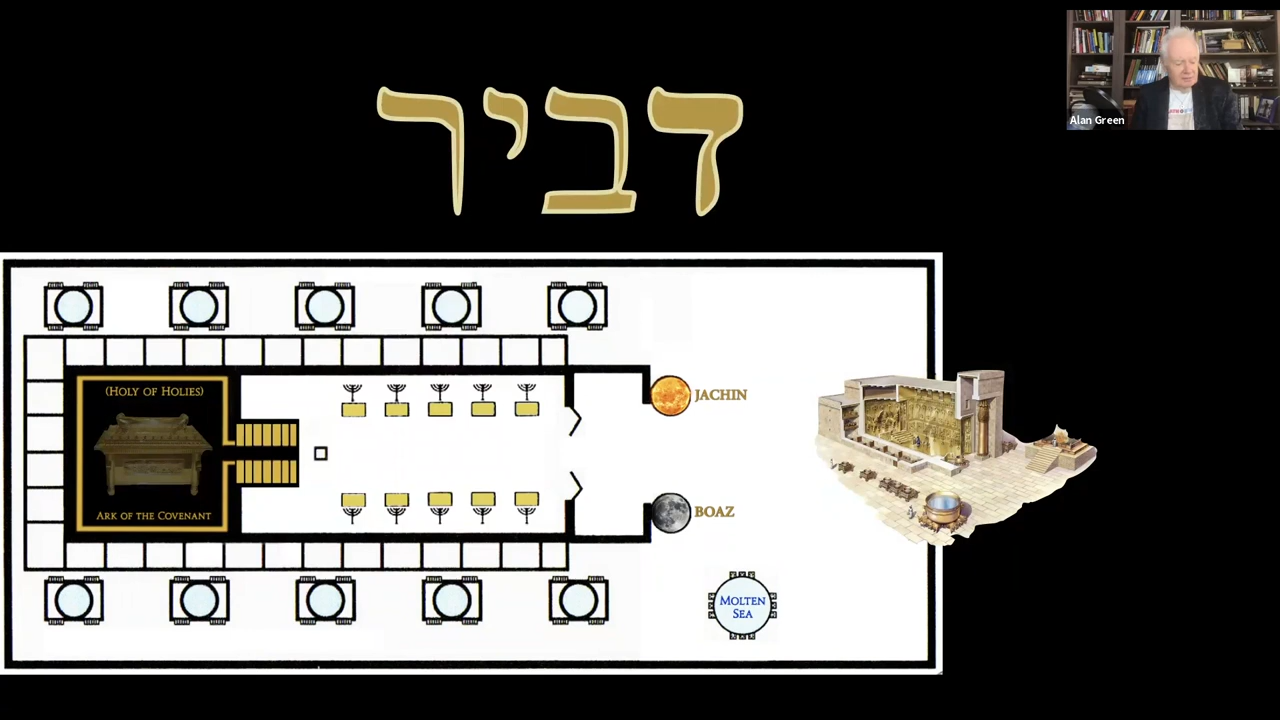 Alan Green
דביר
(HOLY OF HOLIES)
ARK OF THE COVENANT
JACHIN
BOAZ
MOLTEN
SEA